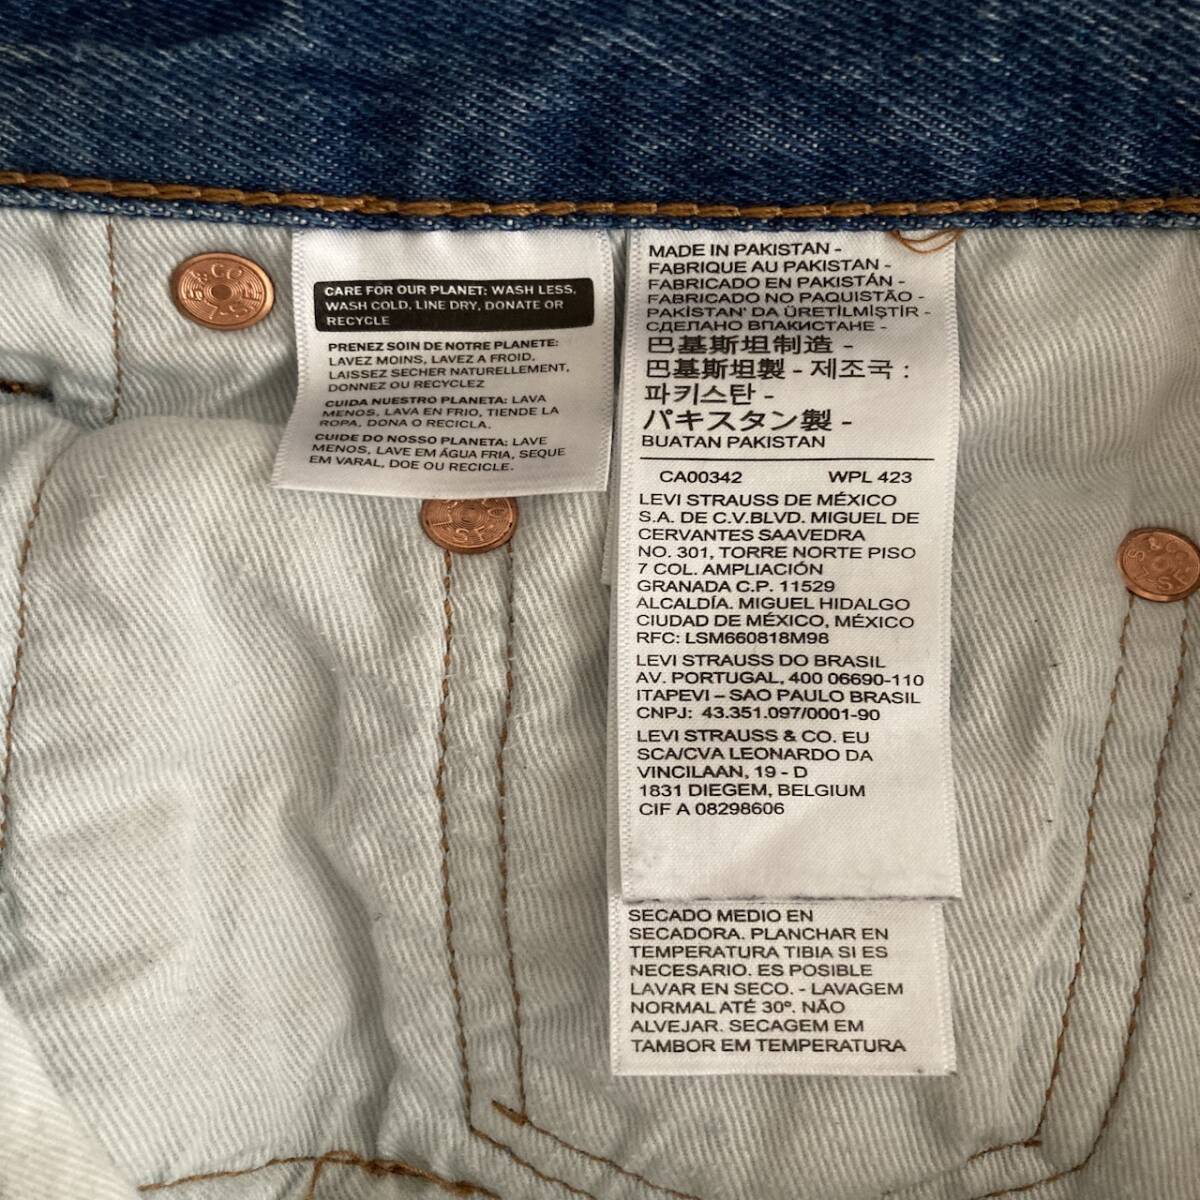 CARE FOR OUR PLANET: WASH LESS,
WASH COLD, LINE DRY, DONATE OR
RECYCLE
PRENEZ SOIN DE NOTRE PLANETE:
LAVEZ MOINS, LAVEZ A FROID,
LAISSEZ SECHER NATURELLEMENT,
DONNEZ OU RECYCLEZ
CUIDA NUESTRO PLANETA: LAVA
MENOS, LAVA EN FRIO, TIENDE LA
ROPA, DONA O RECICLA.
CUIDE DO NOSSO PLANETA: LAVE
MENOS, LAVE EM ÁGUA FRIA, SEQUE
EM VARAL, DOE OU RECICLE.
MADE IN PAKISTAN -
FABRIQUE AU PAKISTAN -
FABRICADO EN PAKISTÁN -
FABRICADO NO PAQUISTÃO -
PAKİSTAN' DA ÜRETİLMİŞTİR -
СДЕЛАНО ВПАКИСТАНЕ -
巴基斯坦制造 -
巴基斯坦製 - 제조국 :
파키스탄 -
パキスタン製 -
BUATAN PAKISTAN
CA00342 WPL 423
LEVI STRAUSS DE MÉXICO
S.A. DE C.V.BLVD. MIGUEL DE
CERVANTES SAAVEDRA
NO. 301, TORRE NORTE PISO
7 COL. AMPLIACIÓN
GRANADA C.P. 11529
ALCALDÍA. MIGUEL HIDALGO
CIUDAD DE MÉXICO, MÉXICO
RFC: LSM660818M98
LEVI STRAUSS DO BRASIL
AV. PORTUGAL, 400 06690-110
ITAPEVI – SAO PAULO BRASIL
CNPJ: 43.351.097/0001-90
LEVI STRAUSS & CO. EU
SCA/CVA LEONARDO DA
VINCILAAN, 19 - D
1831 DIEGEM, BELGIUM
CIF A 08298606
SECADO MEDIO EN
SECADORA. PLANCHAR EN
TEMPERATURA TIBIA SI ES
NECESARIO. ES POSIBLE
LAVAR EN SECO. - LAVAGEM
NORMAL ATÉ 30º. NÃO
ALVEJAR. SECAGEM EM
TAMBOR EM TEMPERATURA